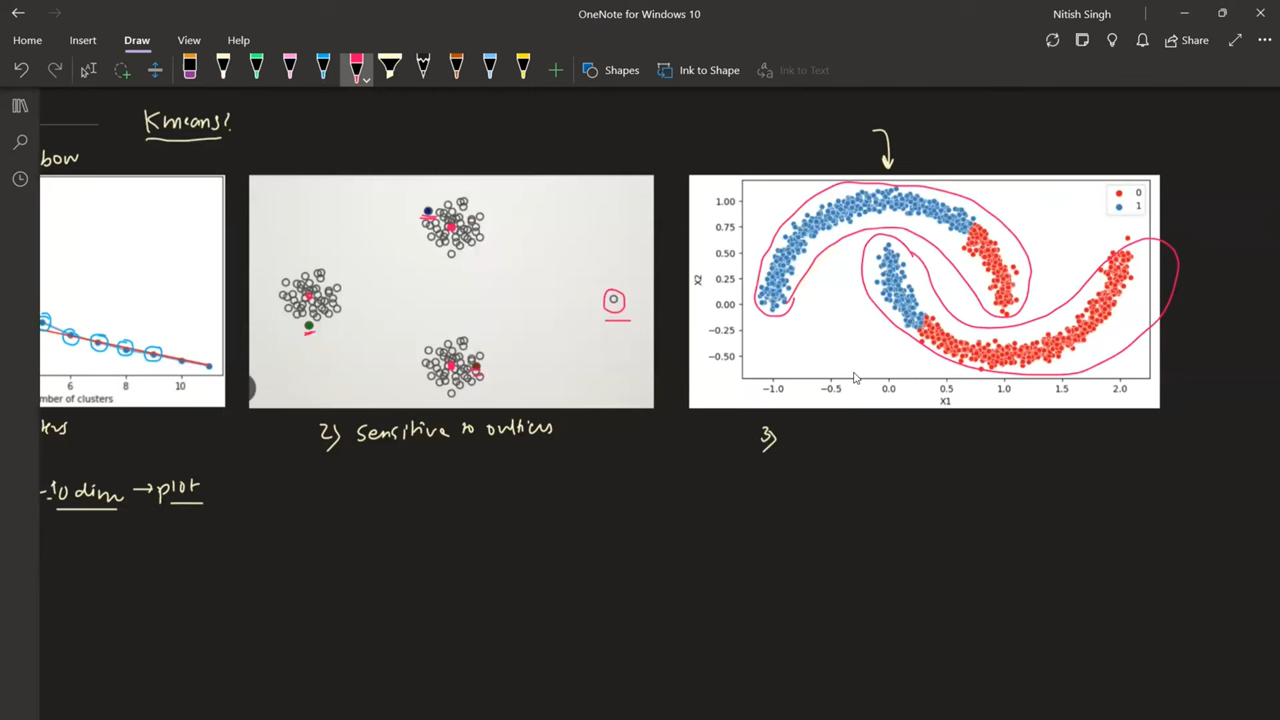 OneNote for Windows 10
Nitish Singh
Home Insert Draw View Help
Share
Shapes
Ink to Shape
Ink to Text
Kmeans?
bow
6 8 10
mber of clusters
2) Sensitive to outliers
10 dim → plot
0
1
1.00
0.75
0.50
0.25
0.00
−0.25
−0.50
X2
−1.0 −0.5 0.0 0.5 1.0 1.5 2.0
X1
3)